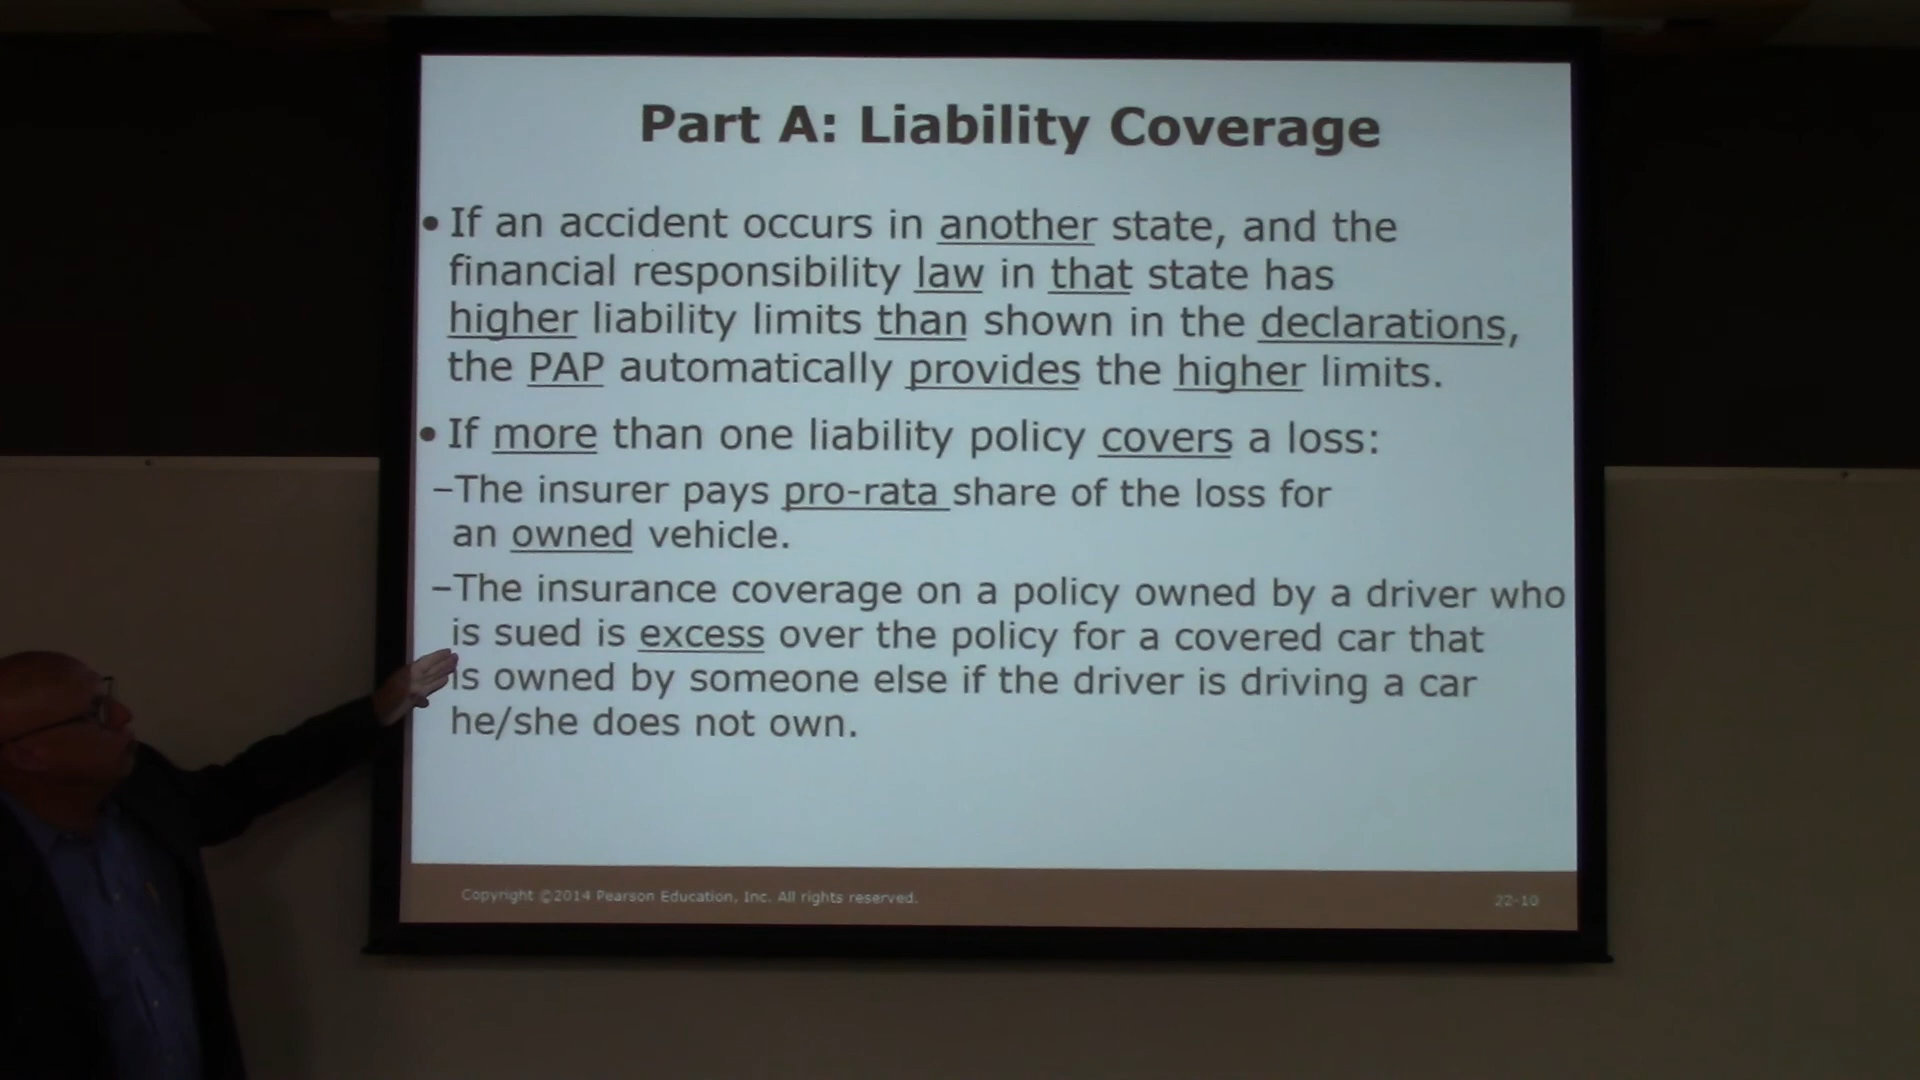 Part A: Liability Coverage
• If an accident occurs in another state, and the
financial responsibility law in that state has
higher liability limits than shown in the declarations,
the PAP automatically provides the higher limits.
• If more than one liability policy covers a loss:
–The insurer pays pro-rata share of the loss for
an owned vehicle.
–The insurance coverage on a policy owned by a driver who
is sued is excess over the policy for a covered car that
is owned by someone else if the driver is driving a car
he/she does not own.
Copyright ©2014 Pearson Education, Inc. All rights reserved.
22-10